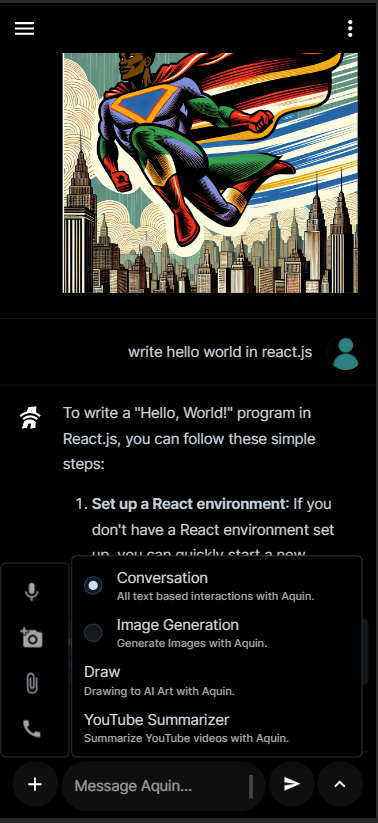 write hello world in react.js
To write a "Hello, World!" program in
React.js, you can follow these simple
steps:
1. Set up a React environment: If you
don't have a React environment set
up, you can quickly start a new
Conversation
All text based interactions with Aquin.
Image Generation
Generate Images with Aquin.
Draw
Drawing to AI Art with Aquin.
YouTube Summarizer
Summarize YouTube videos with Aquin.
Message Aquin...